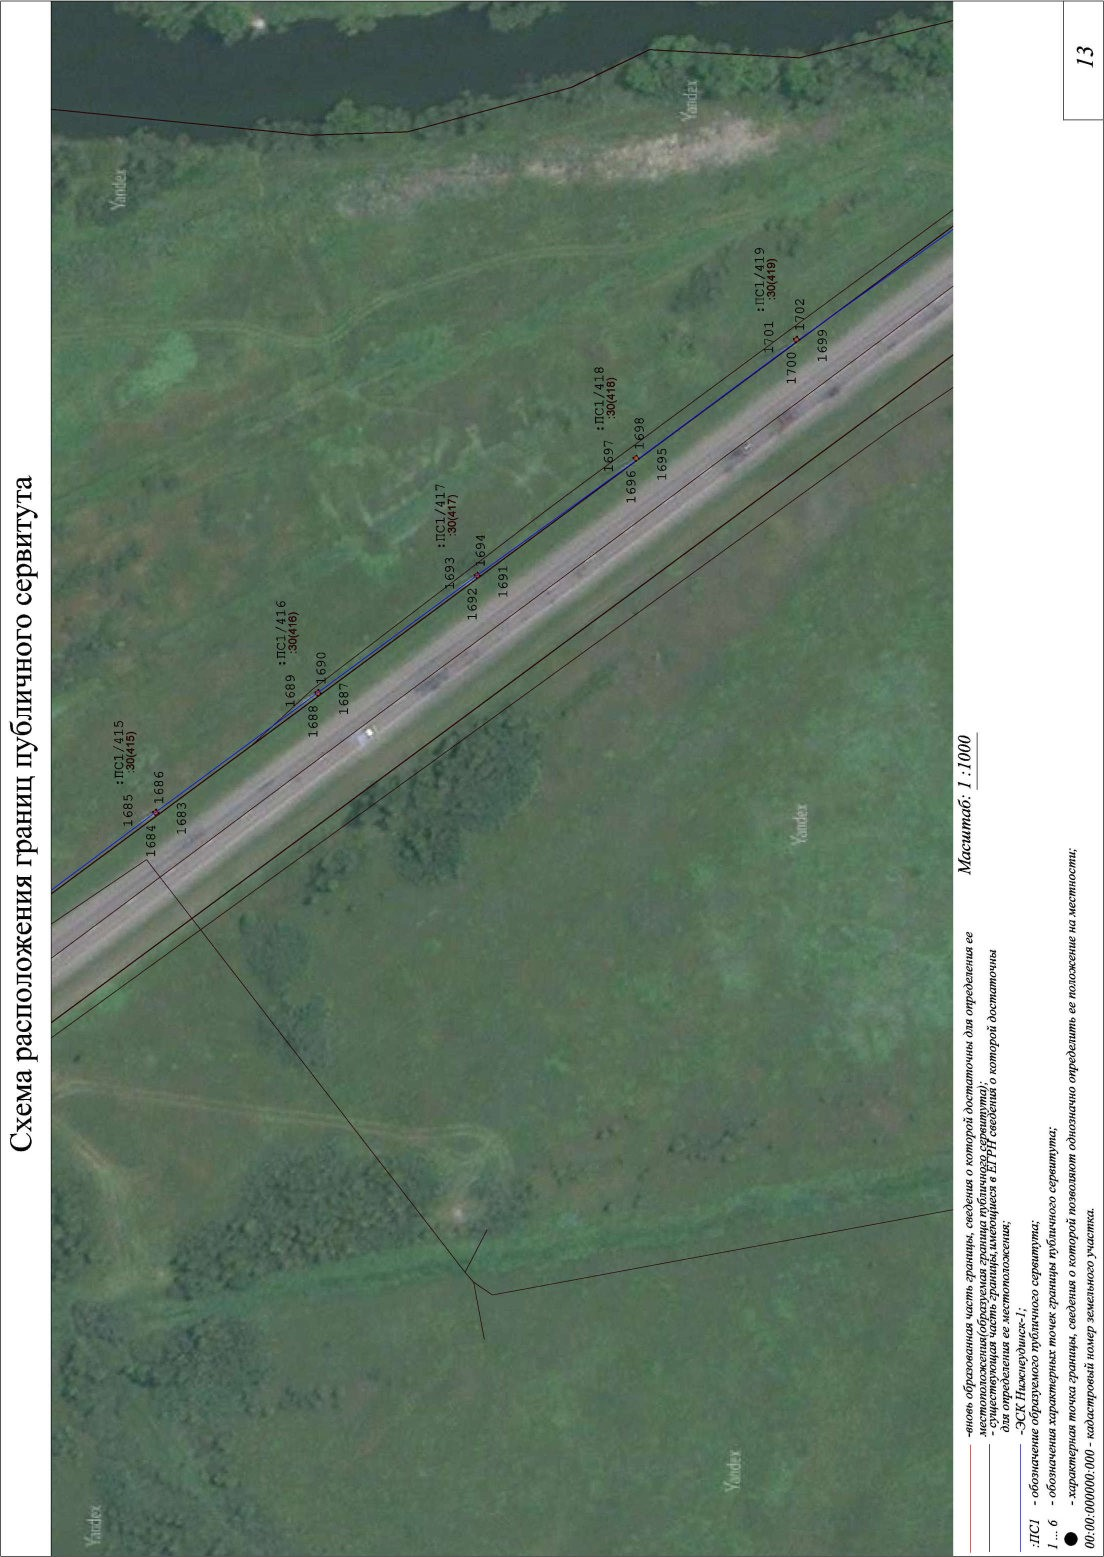 Схема расположения границ публичного сервитута
Yandex
Yandex
Yandex
Yandex
Yandex
:ПС1/415
:30(415)
1685
1686
1684
1683
:ПС1/416
:30(416)
1689
1690
1688
1687
:ПС1/417
:30(417)
1693
1694
1692
1691
:ПС1/418
:30(418)
1697
1698
1696
1695
:ПС1/419
:30(419)
1701
1702
1700
1699
Масштаб: 1 :1000
-вновь образованная часть границы, сведения о которой достаточны для определения ее
местоположения(образуемая граница публичного сервитута);
- существующая часть границы,имеющиеся в ЕГРН сведения о которой достаточны
для определения ее местоположения;
-ЭСК Нижнеудинск-1;
:ПС1 - обозначение образуемого публичного сервитута;
1 ... 6 - обозначения характерных точек границы публичного сервитута;
- характерная точка границы, сведения о которой позволяют однозначно определить ее положение на местности;
00:00:000000:000 - кадастровый номер земельного участка.
13